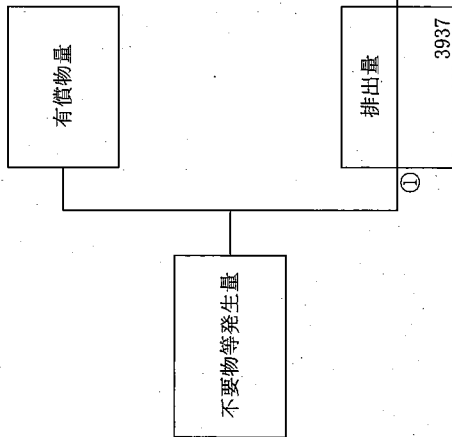 有償物量
不要物等発生量
①
排出量
3937